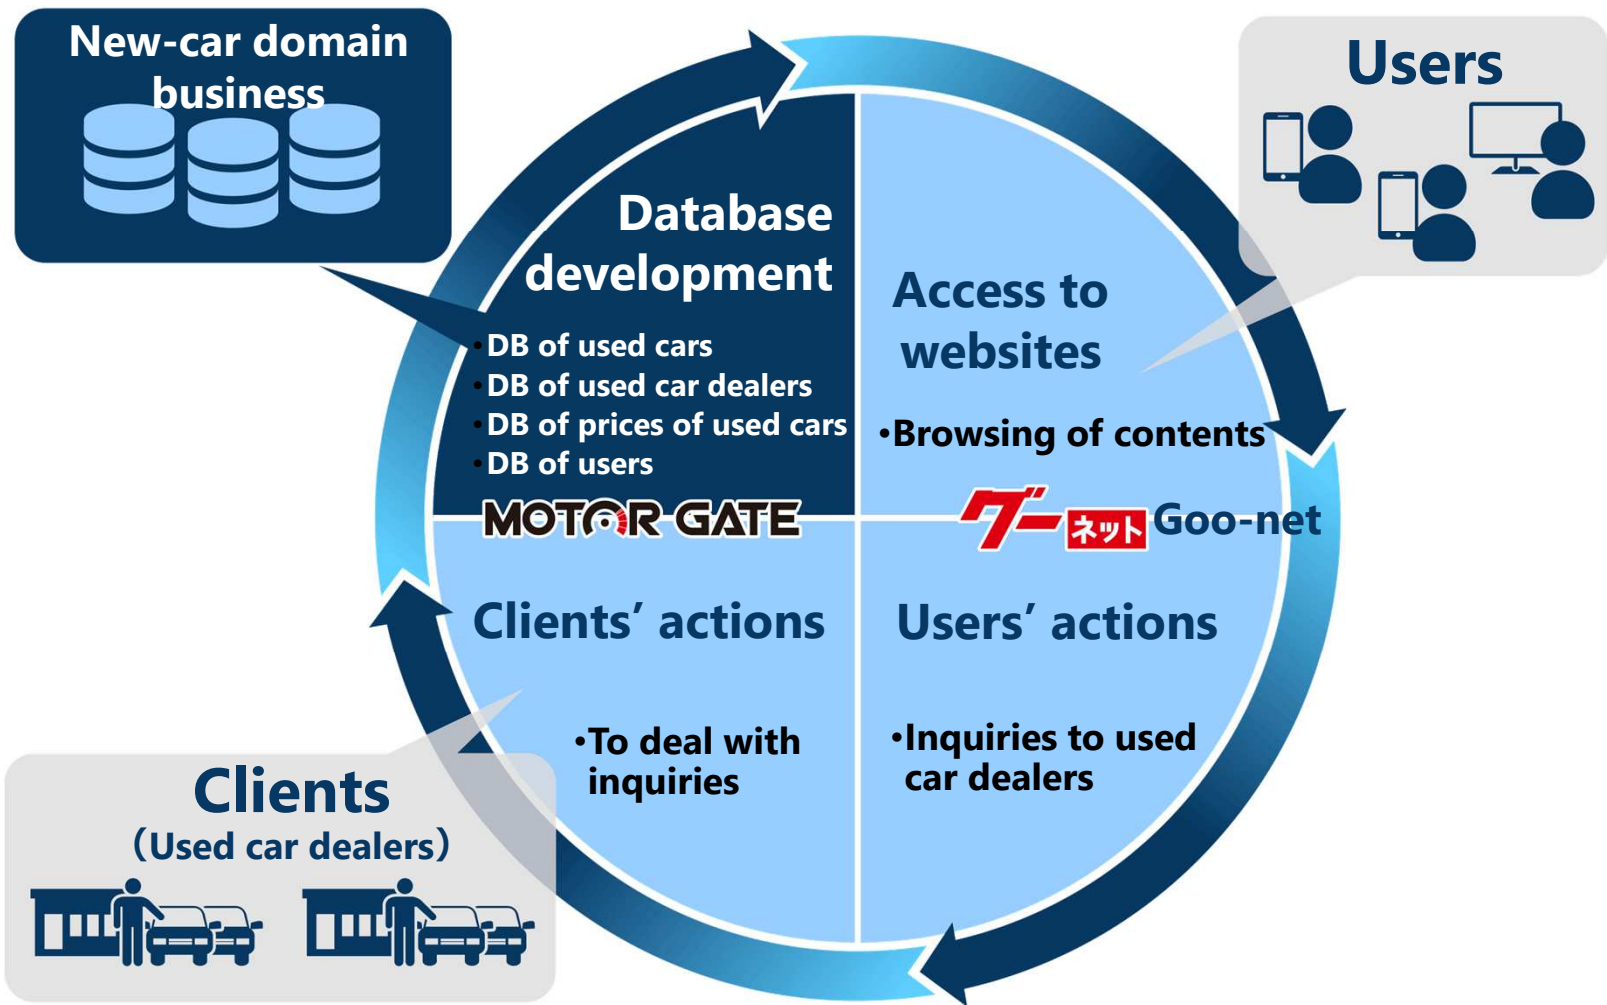 New-car domain
business
Users
Database
development
•DB of used cars
•DB of used car dealers
•DB of prices of used cars
•DB of users
Access to
websites
•Browsing of contents
MOTOR GATE
グーネット Goo-net
Clients’ actions
•To deal with
inquiries
Users’ actions
•Inquiries to used
car dealers
Clients
（Used car dealers）